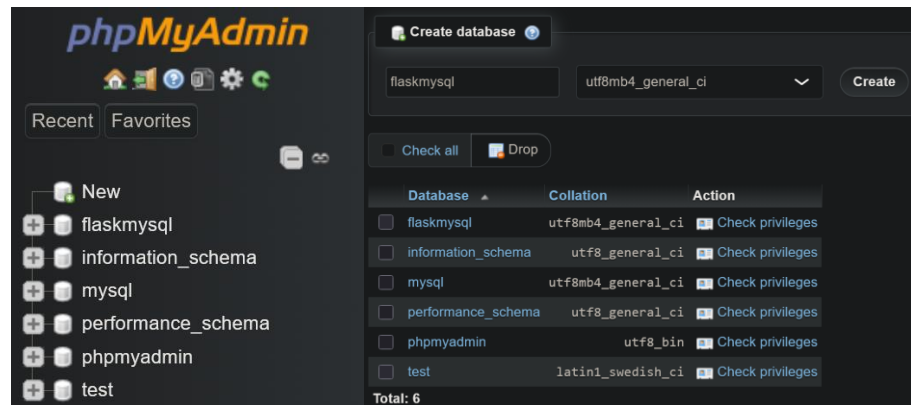 phpMyAdmin
Recent Favorites
New
flaskmysql
information_schema
mysql
performance_schema
phpmyadmin
test
Create database
flaskmysql utf8mb4_general_ci Create
Check all Drop
Database Collation Action
flaskmysql utf8mb4_general_ci Check privileges
information_schema utf8_general_ci Check privileges
mysql utf8mb4_general_ci Check privileges
performance_schema utf8_general_ci Check privileges
phpmyadmin utf8_bin Check privileges
test latin1_swedish_ci Check privileges
Total: 6